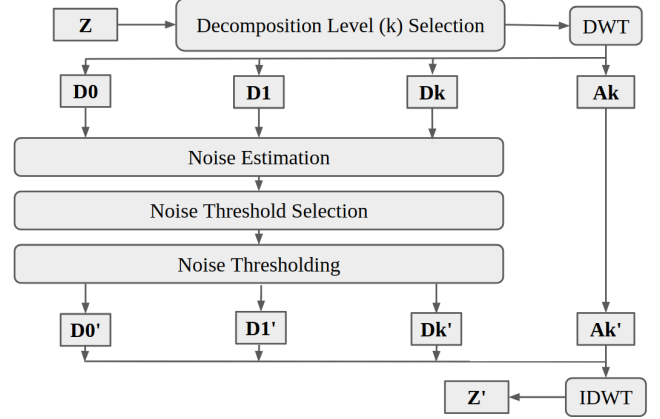 Z
Decomposition Level (k) Selection
DWT
D0
D1
Dk
Ak
Noise Estimation
Noise Threshold Selection
Noise Thresholding
D0'
D1'
Dk'
Ak'
Z'
IDWT